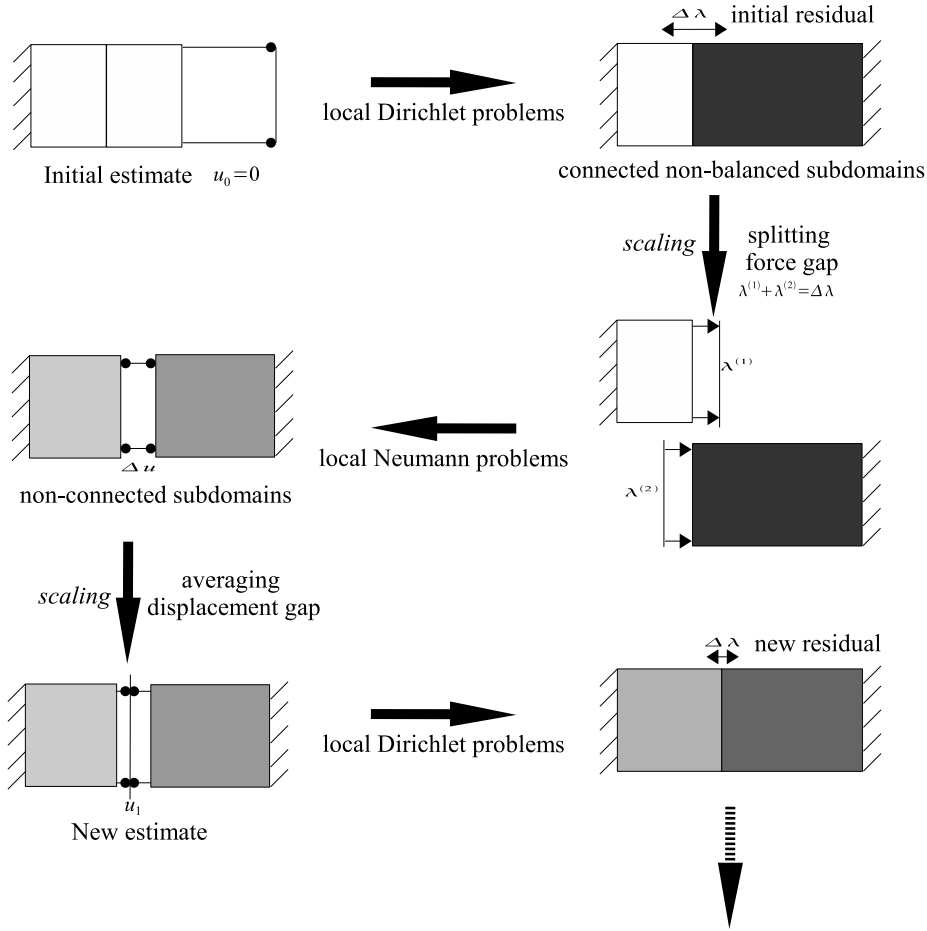 Δλ initial residual
local Dirichlet problems
Initial estimate u₀=0
connected non-balanced subdomains
scaling
splitting
force gap
λ⁽¹⁾+λ⁽²⁾=Δλ
λ⁽¹⁾
local Neumann problems
Δu
non-connected subdomains
λ⁽²⁾
scaling
averaging
displacement gap
Δλ new residual
local Dirichlet problems
u₁
New estimate